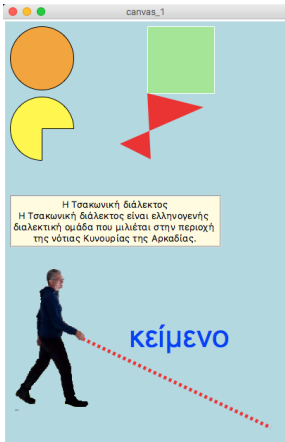 canvas_1
Η Τσακωνική διάλεκτος
Η Τσακωνική διάλεκτος είναι ελληνογενής
διαλεκτική ομάδα που μιλιέται στην περιοχή
της νότιας Κυνουρίας της Αρκαδίας.
κείμενο